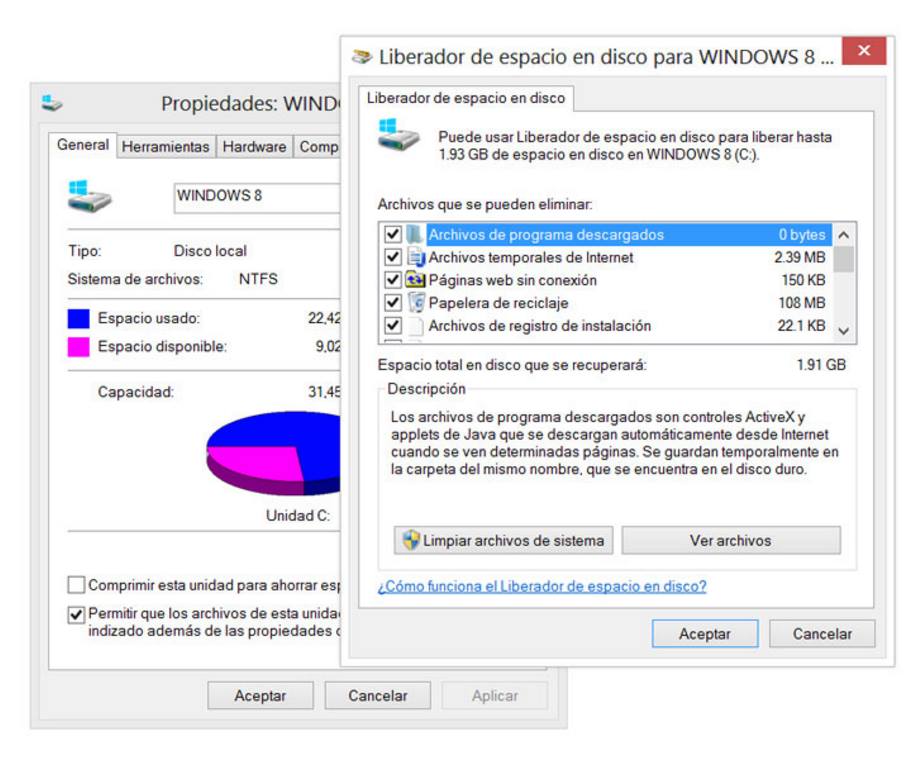 Liberador de espacio en disco para WINDOWS 8 ...
Liberador de espacio en disco
Puede usar Liberador de espacio en disco para liberar hasta
1.93 GB de espacio en disco en WINDOWS 8 (C:).
Archivos que se pueden eliminar:
Archivos de programa descargados 0 bytes
Archivos temporales de Internet 2.39 MB
Páginas web sin conexión 150 KB
Papelera de reciclaje 108 MB
Archivos de registro de instalación 22.1 KB
Espacio total en disco que se recuperará: 1.91 GB
Descripción
Los archivos de programa descargados son controles ActiveX y
applets de Java que se descargan automáticamente desde Internet
cuando se ven determinadas páginas. Se guardan temporalmente en
la carpeta del mismo nombre, que se encuentra en el disco duro.
Limpiar archivos de sistema
Ver archivos
¿Cómo funciona el Liberador de espacio en disco?
Aceptar
Cancelar
Propiedades: WIND
General Herramientas Hardware Comp
WINDOWS 8
Tipo: Disco local
Sistema de archivos: NTFS
Espacio usado: 22,42
Espacio disponible: 9,02
Capacidad: 31,45
Unidad C:
Comprimir esta unidad para ahorrar esp
Permitir que los archivos de esta unida
indizado además de las propiedades
Aceptar
Cancelar
Aplicar